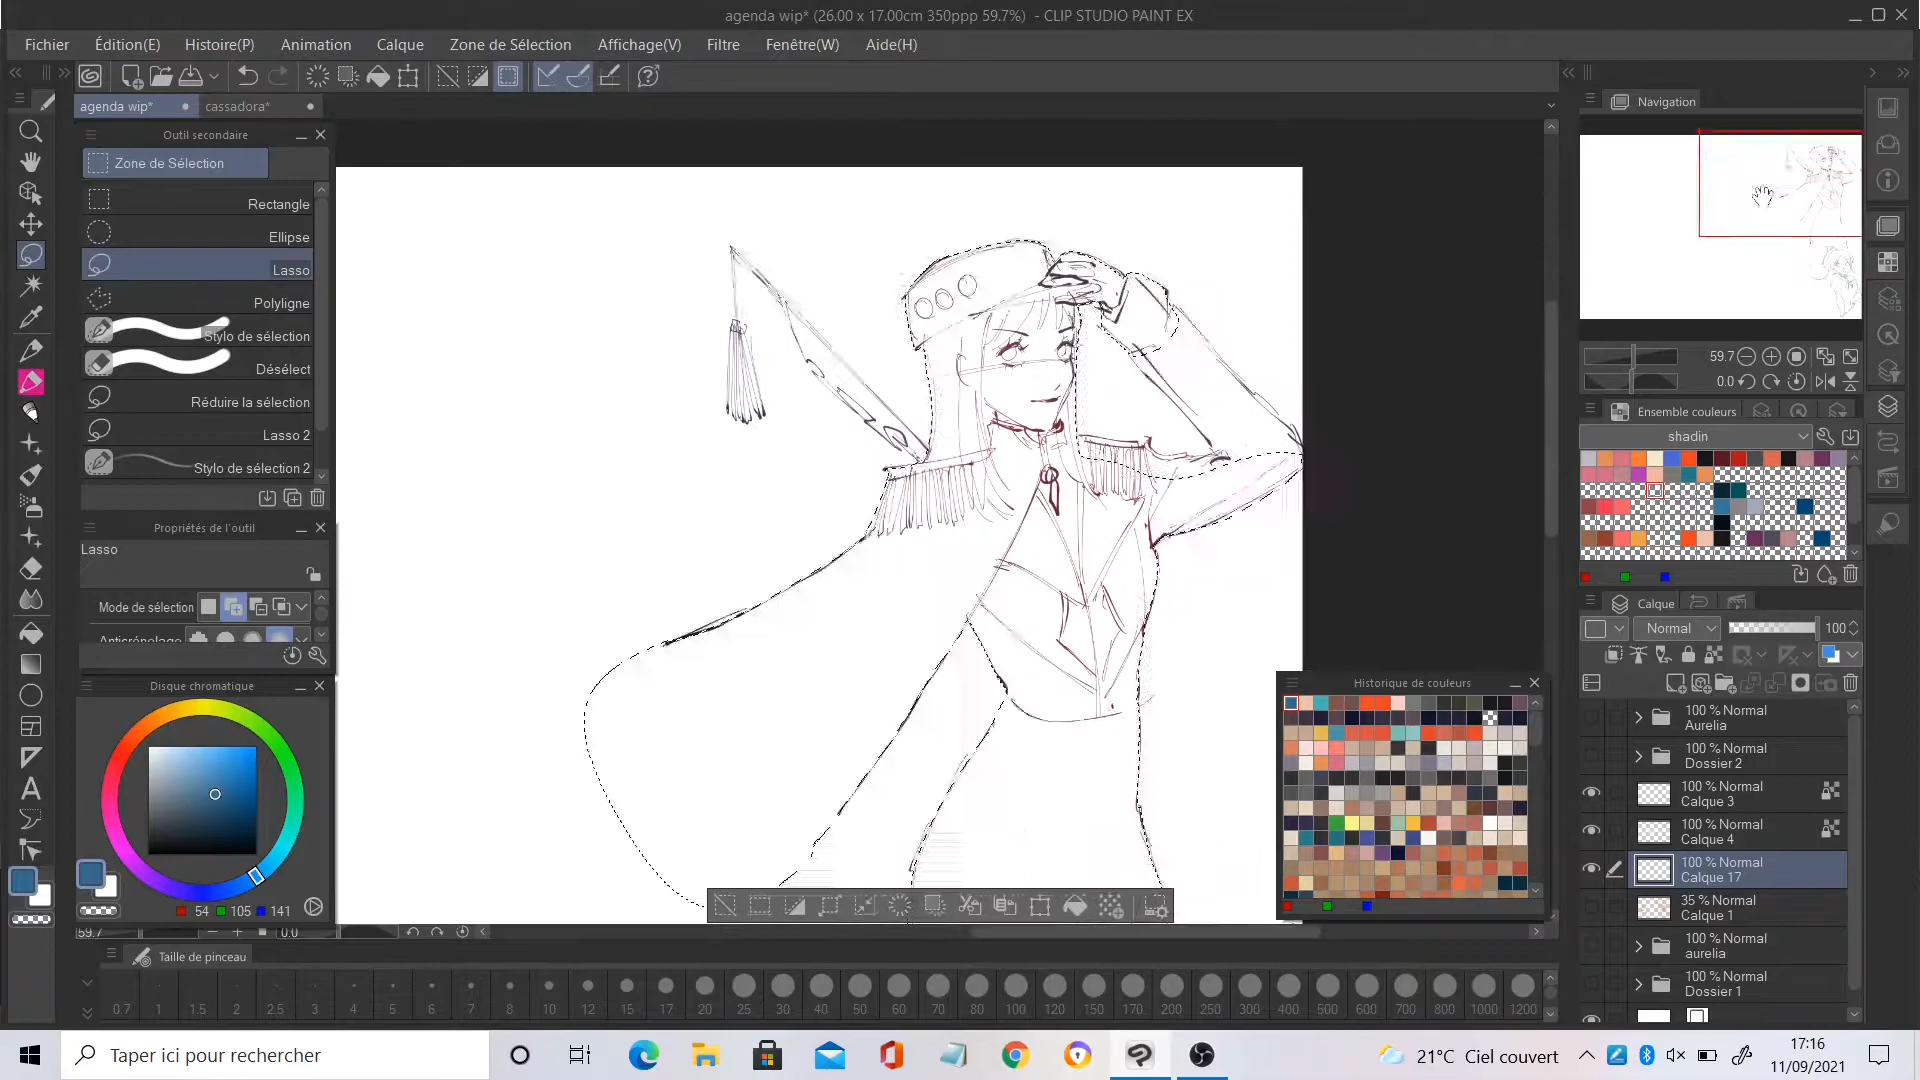 agenda wip* (26.00 x 17.00cm 350ppp 59.7%) - CLIP STUDIO PAINT EX
Fichier Édition(E) Histoire(P) Animation Calque Zone de Sélection Affichage(V) Filtre Fenêtre(W) Aide(H)
agenda wip* cassadora*
Outil secondaire
Zone de Sélection
Rectangle
Ellipse
Lasso
Polyligne
Stylo de sélection
Désélect
Réduire la sélection
Lasso 2
Stylo de sélection 2
Propriétés de l'outil
Lasso
Mode de sélection
Anticrénelage
Disque chromatique
54 105 141
59.7 0.0
Taille de pinceau
0.7 1 1.5 2 2.5 3 4 5 6 7 8 10 12 15 17 20 25 30 40 50 60 70 80 100 120 150 170 200 250 300 400 500 600 700 800 1000 1200
Historique de couleurs
Navigation
59.7
0.0
Ensemble couleurs
shadin
Calque
Normal 100
100 % Normal
Aurelia
100 % Normal
Dossier 2
100 % Normal
Calque 3
100 % Normal
Calque 4
100 % Normal
Calque 17
35 % Normal
Calque 1
100 % Normal
aurelia
100 % Normal
Dossier 1
Taper ici pour rechercher
21°C Ciel couvert
17:16
11/09/2021